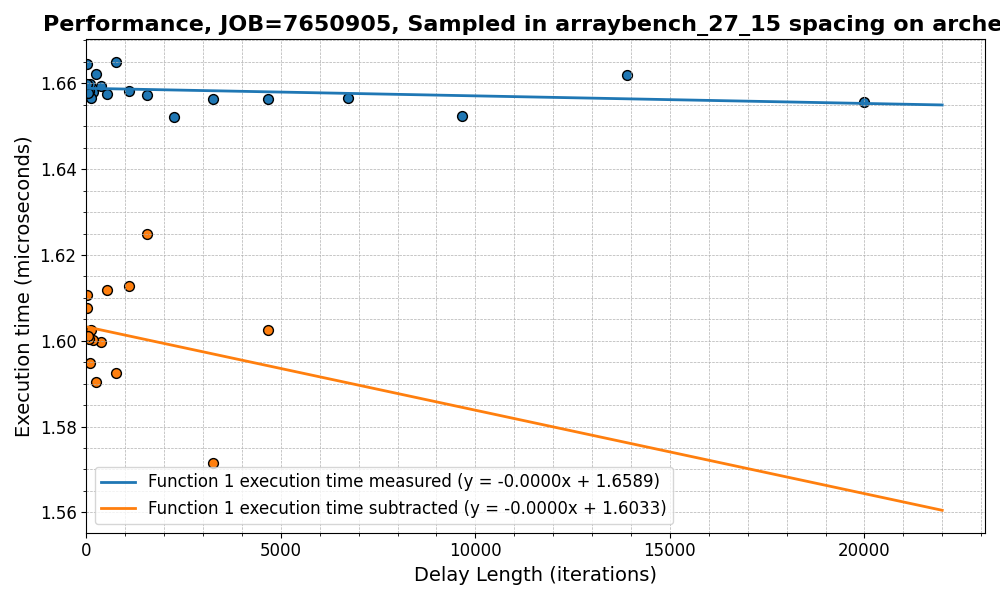 Performance, JOB=7650905, Sampled in arraybench_27_15 spacing on
Execution time (microseconds)
1.66
1.64
1.62
1.60
1.58
1.56
Function 1 execution time measured (y = -0.0000x + 1.6589)
Function 1 execution time subtracted (y = -0.0000x + 1.6033)
0 5000 10000 15000 20000
Delay Length (iterations)